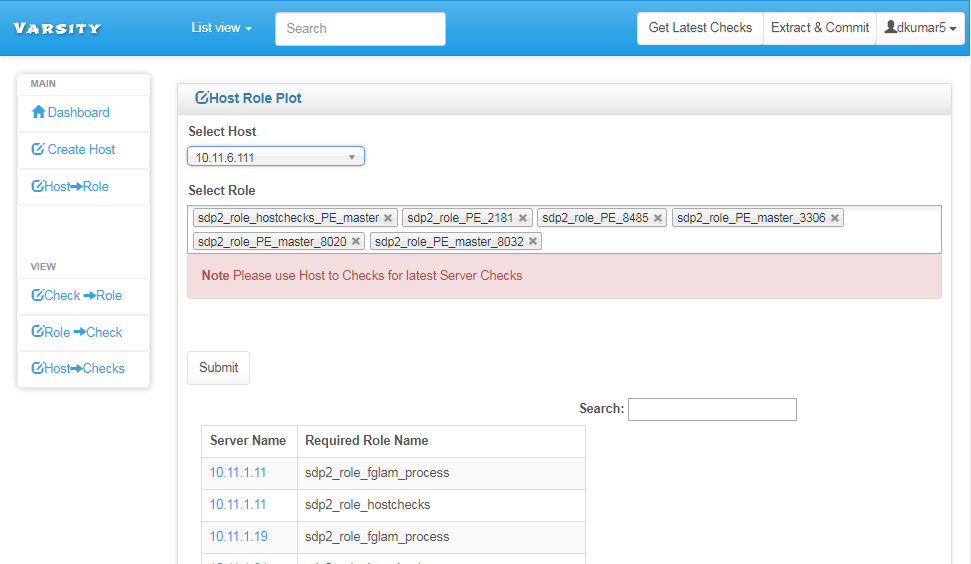 VARSITY
List view
Search
Get Latest Checks
Extract & Commit
dkumar5
MAIN
Dashboard
Create Host
Host➔Role
VIEW
Check ➔Role
Role ➔Check
Host➔Checks
Host Role Plot
Select Host
10.11.6.111
Select Role
sdp2_role_hostchecks_PE_master × sdp2_role_PE_2181 × sdp2_role_PE_8485 × sdp2_role_PE_master_3306 ×
sdp2_role_PE_master_8020 × sdp2_role_PE_master_8032 ×
Note Please use Host to Checks for latest Server Checks
Submit
Search:
Server Name Required Role Name
10.11.1.11 sdp2_role_fglam_process
10.11.1.11 sdp2_role_hostchecks
10.11.1.19 sdp2_role_fglam_process